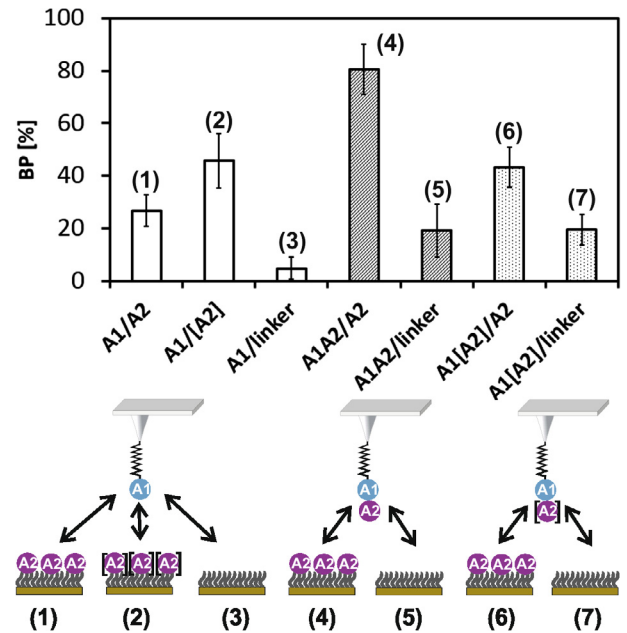 100
80
60
40
20
0
BP [%]
(1)
(2)
(3)
(4)
(5)
(6)
(7)
A1/A2
A1/[A2]
A1/linker
A1A2/A2
A1A2/linker
A1[A2]/A2
A1[A2]/linker
A1
A1
A2
A1
[A2]
A2 A2 A2
[A2][A2][A2]
A2 A2 A2
A2 A2 A2
(1) (2) (3) (4) (5) (6) (7)